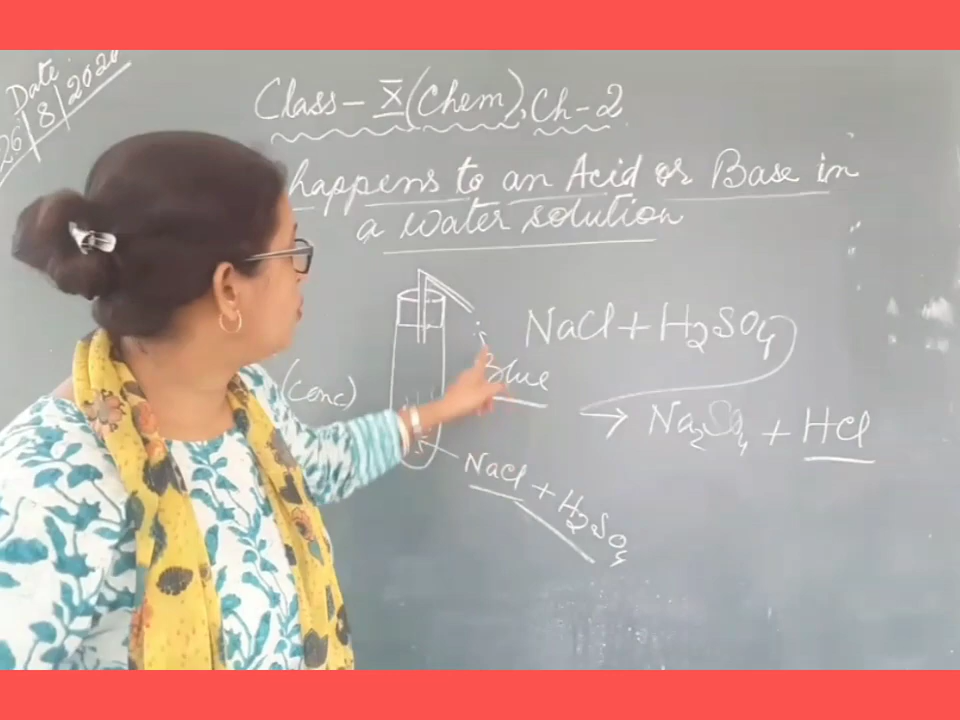 Date:
26/8/2020
Class – X (Chem), Ch-2
happens to an Acid or Base in
a water solution
NaCl + H2SO4
Blue
(conc)
→ Na2SO4 + HCl
NaCl + H2SO4